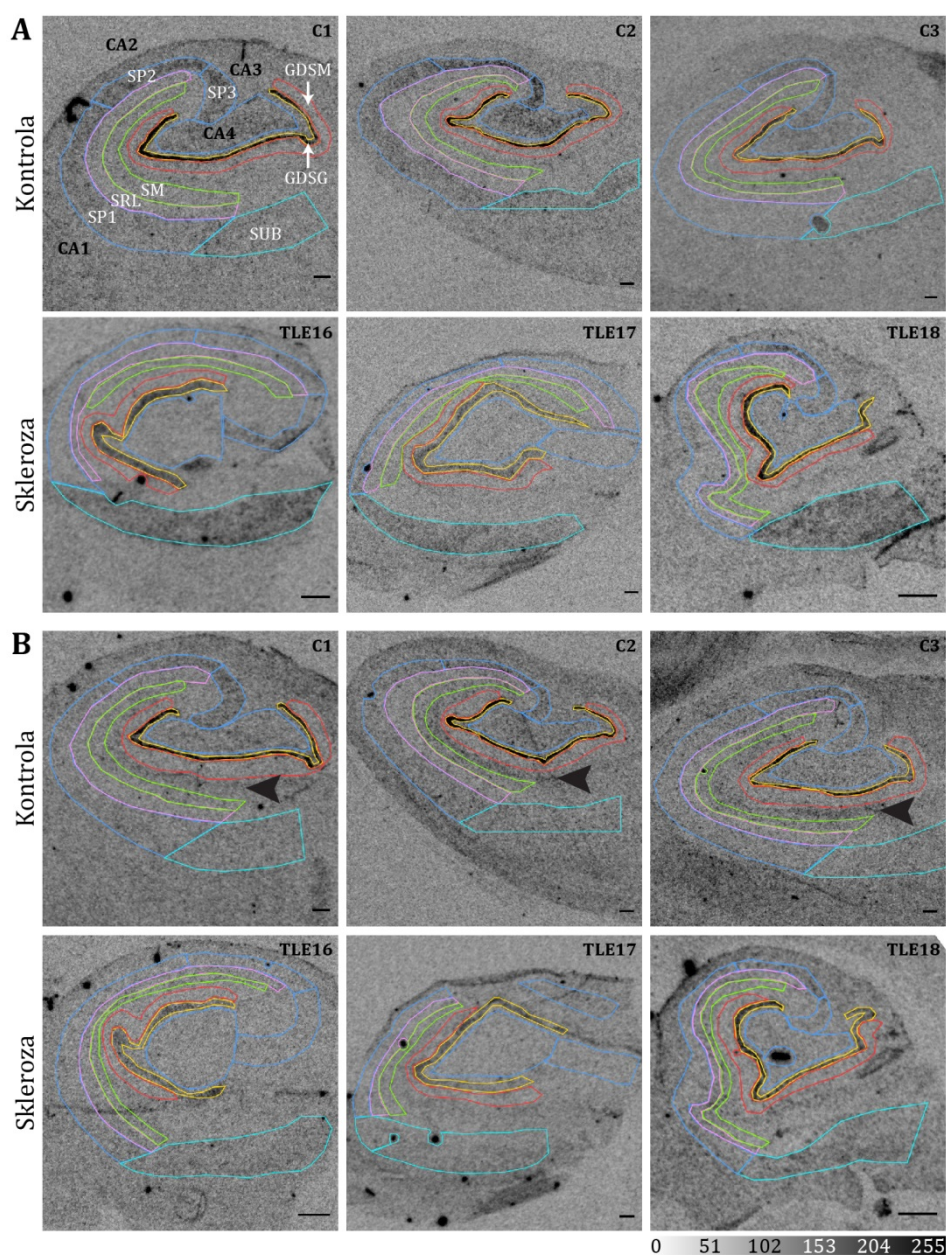 A
Kontrola
C1
CA2
CA3
GDSM
SP2
SP3
CA4
GDSG
SM
SRL
SP1
SUB
CA1
C2
C3
Skleroza
TLE16
TLE17
TLE18
B
Kontrola
C1
C2
C3
Skleroza
TLE16
TLE17
TLE18
0 51 102 153 204 255